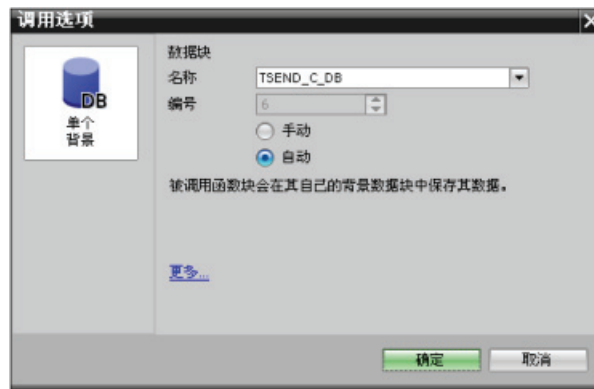 调用选项
DB
单个
背景
数据块
名称 TSEND_C_DB
编号 6
手动
自动
被调用函数块会在其自己的背景数据块中保存其数据。
更多...
确定 取消